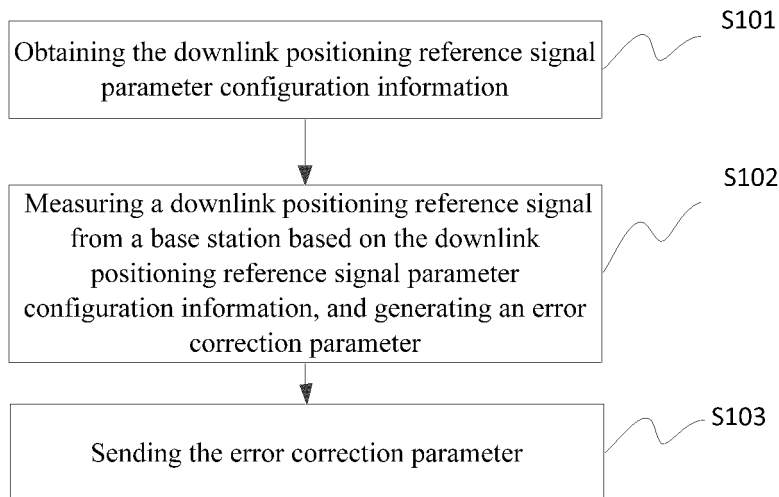 S101
Obtaining the downlink positioning reference signal
parameter configuration information
S102
Measuring a downlink positioning reference signal
from a base station based on the downlink
positioning reference signal parameter
configuration information, and generating an error
correction parameter
S103
Sending the error correction parameter